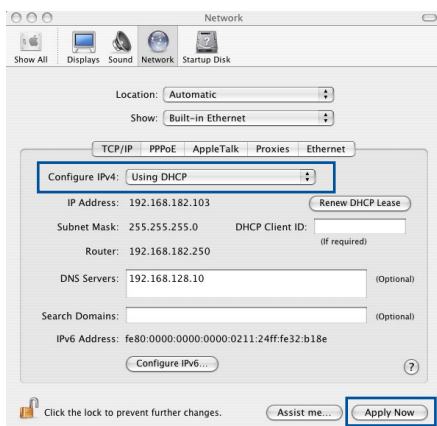 Network
Show All Displays Sound Network Startup Disk
Location: Automatic
Show: Built-in Ethernet
TCP/IP PPPoE AppleTalk Proxies Ethernet
Configure IPv4: Using DHCP
IP Address: 192.168.182.103 Renew DHCP Lease
Subnet Mask: 255.255.255.0 DHCP Client ID:
(If required)
Router: 192.168.182.250
DNS Servers: 192.168.128.10 (Optional)
Search Domains: (Optional)
IPv6 Address: fe80:0000:0000:0000:0211:24ff:fe32:b18e
Configure IPv6... ?
Click the lock to prevent further changes. Assist me... Apply Now